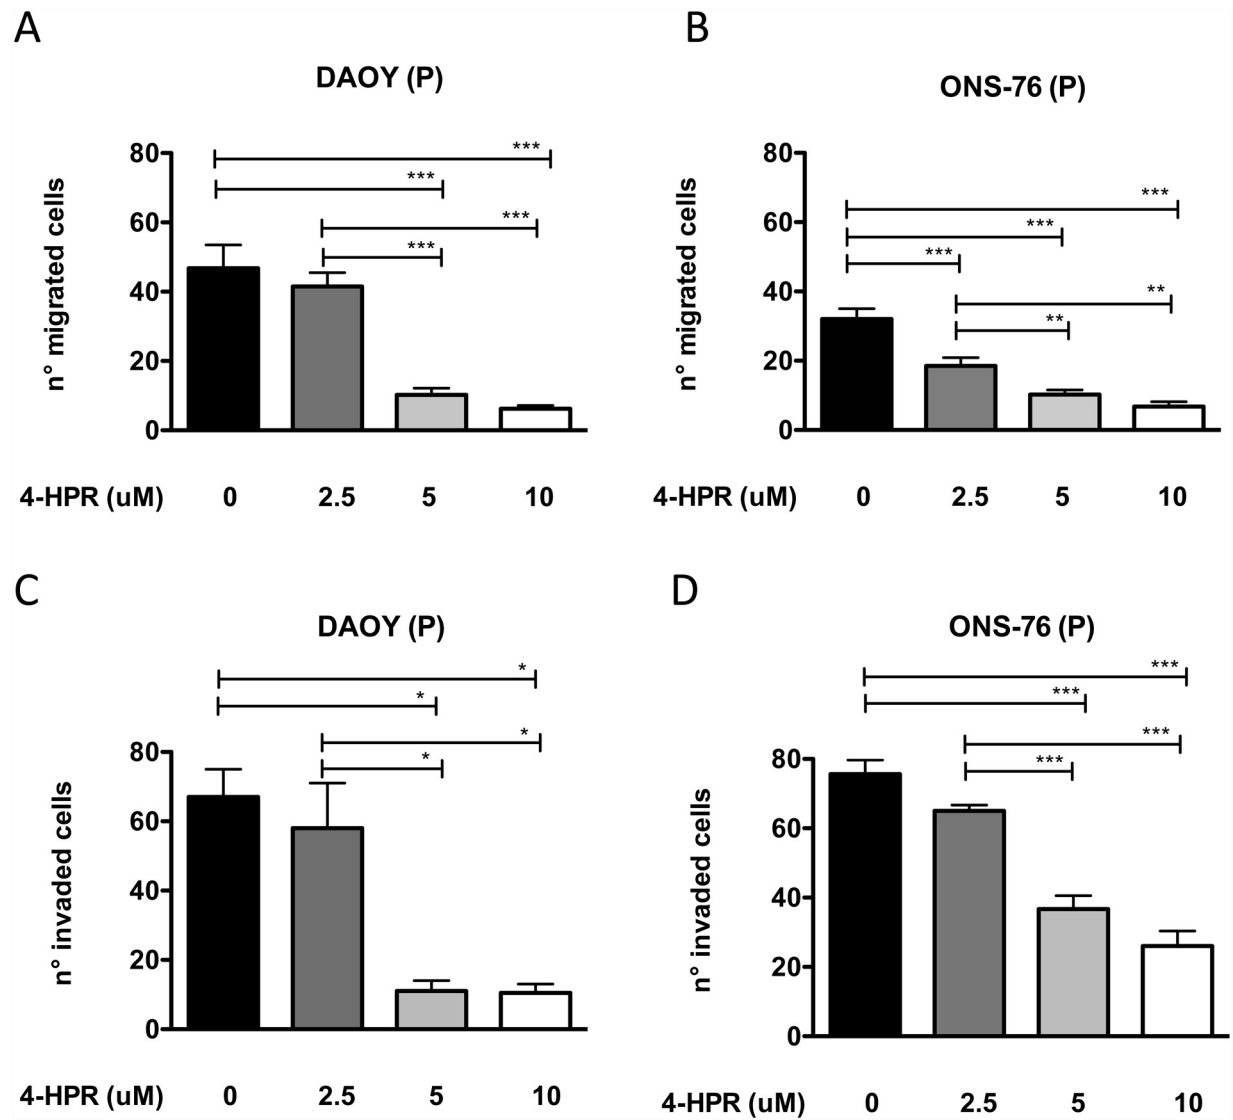 A
DAOY (P)
n° migrated cells
80
60
40
20
0
***
***
***
***
4-HPR (uM) 0 2.5 5 10
B
ONS-76 (P)
n° migrated cells
80
60
40
20
0
***
***
***
**
**
4-HPR (uM) 0 2.5 5 10
C
DAOY (P)
n° invaded cells
80
60
40
20
0
*
*
*
*
4-HPR (uM) 0 2.5 5 10
D
ONS-76 (P)
n° invaded cells
80
60
40
20
0
***
***
***
***
4-HPR (uM) 0 2.5 5 10